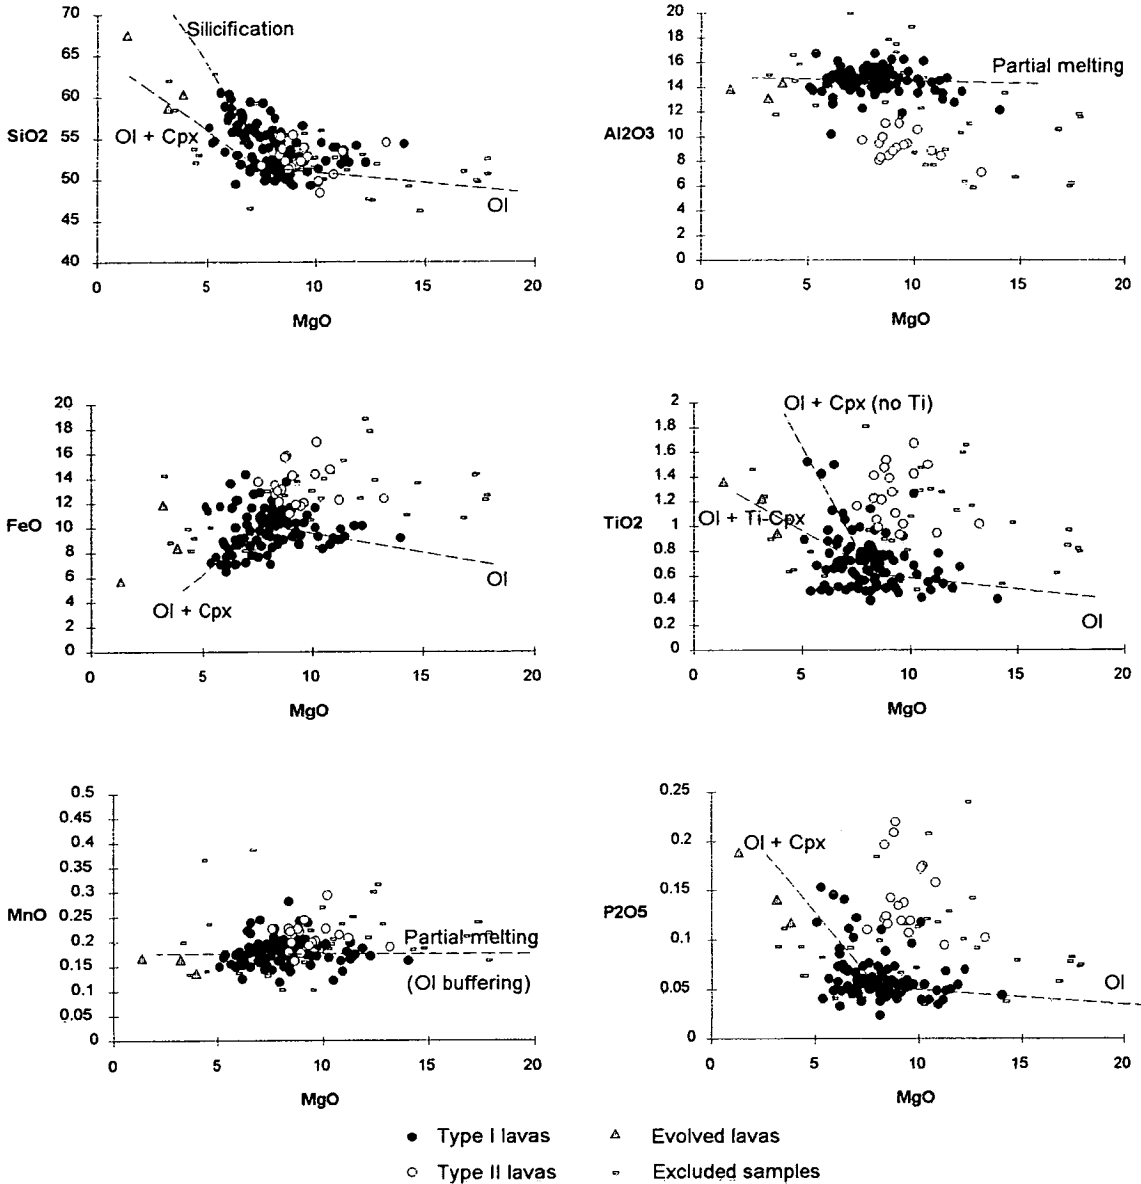 70
65
60
55
50
45
40
SiO2
Silicification
Ol + Cpx
Ol
0 5 10 15 20
MgO
20
18
16
14
12
10
8
6
4
2
0
Al2O3
Partial melting
0 5 10 15 20
MgO
20
18
16
14
12
10
8
6
4
2
0
FeO
Ol + Cpx
Ol
0 5 10 15 20
MgO
2
1.8
1.6
1.4
1.2
1
0.8
0.6
0.4
0.2
0
TiO2
Ol + Cpx (no Ti)
Ol + Ti-Cpx
Ol
0 5 10 15 20
MgO
0.5
0.45
0.4
0.35
0.3
0.25
0.2
0.15
0.1
0.05
0
MnO
Partial melting
(Ol buffering)
0 5 10 15 20
MgO
0.25
0.2
0.15
0.1
0.05
0
P2O5
Ol + Cpx
Ol
0 5 10 15 20
MgO
Type I lavas
Evolved lavas
Type II lavas
Excluded samples